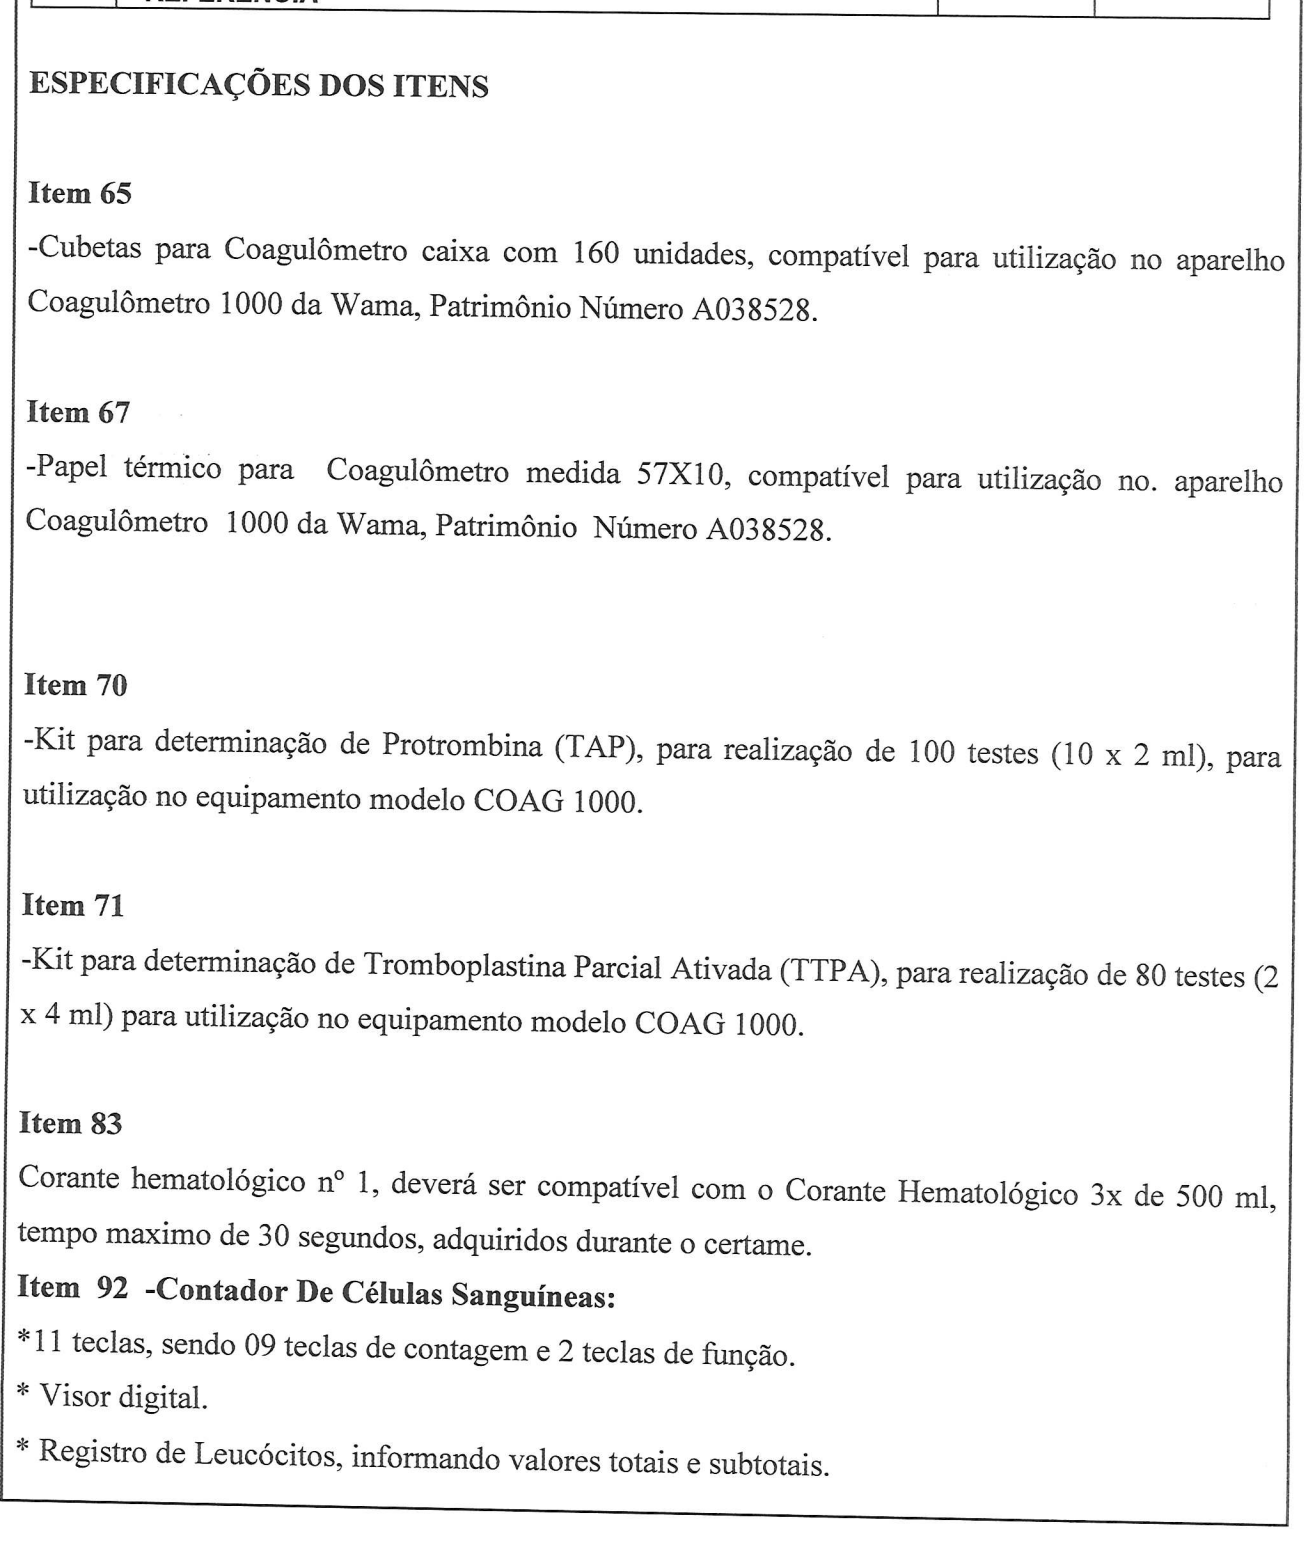 ESPECIFICAÇÕES DOS ITENS
Item 65
-Cubetas para Coagulômetro caixa com 160 unidades, compatível para utilização no aparelho
Coagulômetro 1000 da Wama, Patrimônio Número A038528.
Item 67
-Papel térmico para Coagulômetro medida 57X10, compatível para utilização no. aparelho
Coagulômetro 1000 da Wama, Patrimônio Número A038528.
Item 70
-Kit para determinação de Protrombina (TAP), para realização de 100 testes (10 x 2 ml), para
utilização no equipamento modelo COAG 1000.
Item 71
-Kit para determinação de Tromboplastina Parcial Ativada (TTPA), para realização de 80 testes (2
x 4 ml) para utilização no equipamento modelo COAG 1000.
Item 83
Corante hematológico nº 1, deverá ser compatível com o Corante Hematológico 3x de 500 ml,
tempo maximo de 30 segundos, adquiridos durante o certame.
Item 92 -Contador De Células Sanguíneas:
*11 teclas, sendo 09 teclas de contagem e 2 teclas de função.
* Visor digital.
* Registro de Leucócitos, informando valores totais e subtotais.